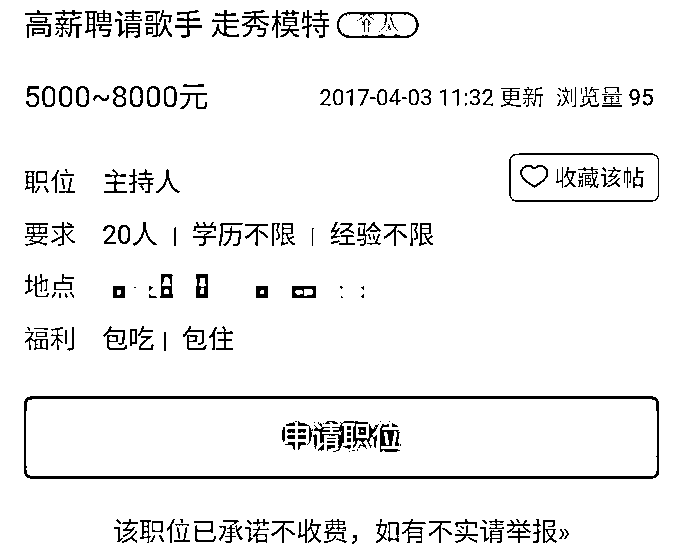 高薪聘请歌手 走秀模特 个人
5000~8000元 2017-04-03 11:32 更新 浏览量 95
职位 主持人
收藏该帖
要求 20人 | 学历不限 | 经验不限
地点
福利 包吃 | 包住
申请职位
该职位已承诺不收费，如有不实请举报»